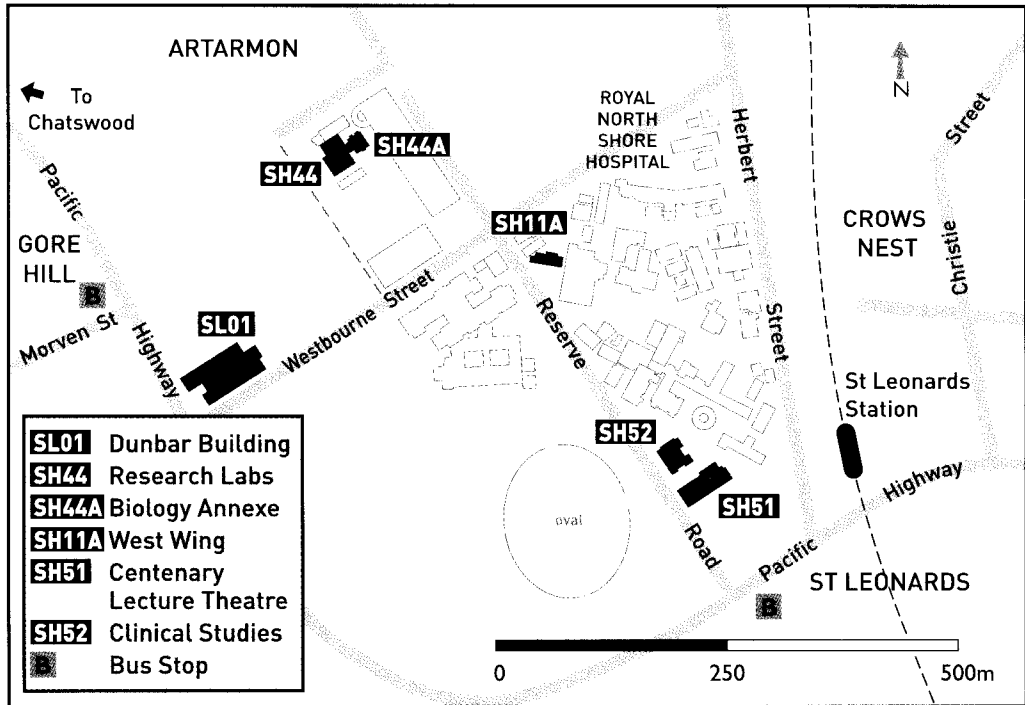 ARTARMON
To
Chatswood
ROYAL
NORTH
SHORE
HOSPITAL
N
Street
SH44A
SH44
Herbert
Pacific
SH11A
CROWS
NEST
GORE
HILL
Christie
B
Street
Reserve
Morven St
Highway
SL01
Westbourne
Street
St Leonards
Station
SH52
Highway
SH51
oval
Road
Pacific
ST LEONARDS
B
SL01 Dunbar Building
SH44 Research Labs
SH44A Biology Annexe
SH11A West Wing
SH51 Centenary
Lecture Theatre
SH52 Clinical Studies
B Bus Stop
0 250 500m